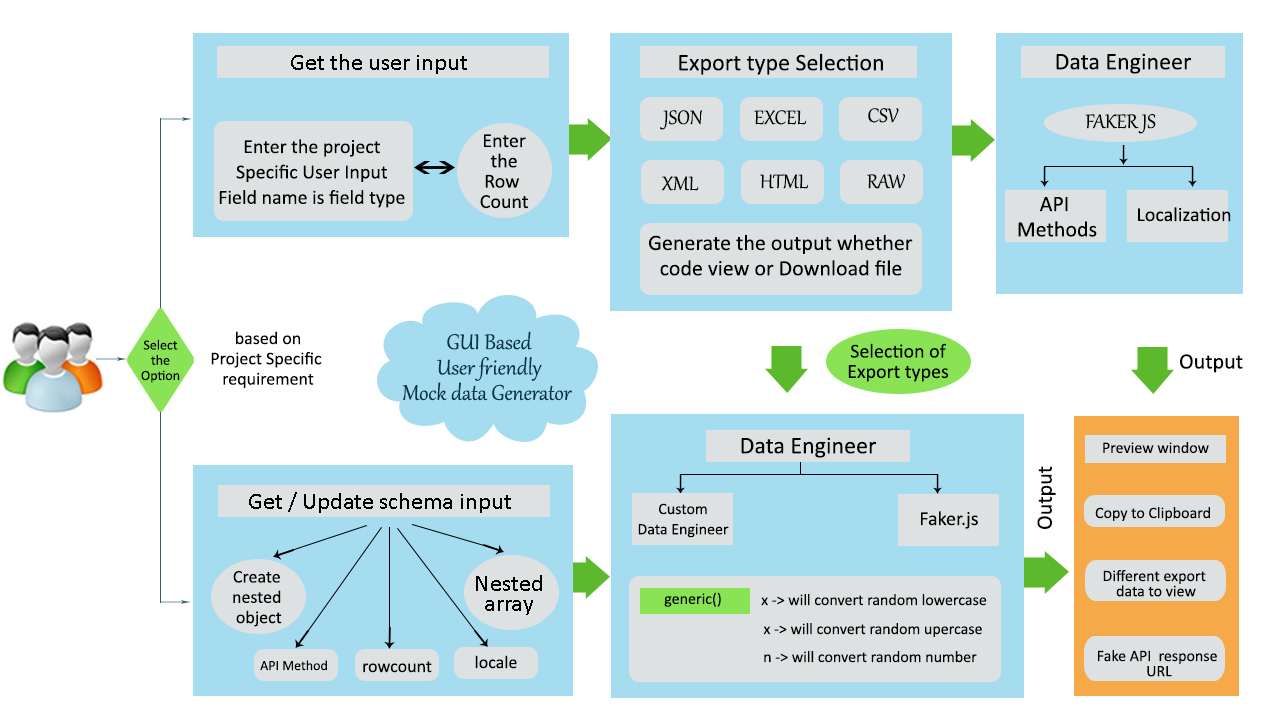 Get the user input
Enter the project
Specific User Input
Field name is field type
Enter
the
Row
Count
Export type Selection
JSON
EXCEL
CSV
XML
HTML
RAW
Generate the output whether
code view or Download file
Data Engineer
FAKER JS
API
Methods
Localization
Select
the
Option
based on
Project Specific
requirement
GUI Based
User friendly
Mock data Generator
Selection of
Export types
Output
Get / Update schema input
Create
nested
object
Nested
array
API Method
rowcount
locale
Data Engineer
Custom
Data Engineer
Faker.js
generic()
x -> will convert random lowercase
x -> will convert random upercase
n -> will convert random number
Output
Preview window
Copy to Clipboard
Different export
data to view
Fake API response
URL